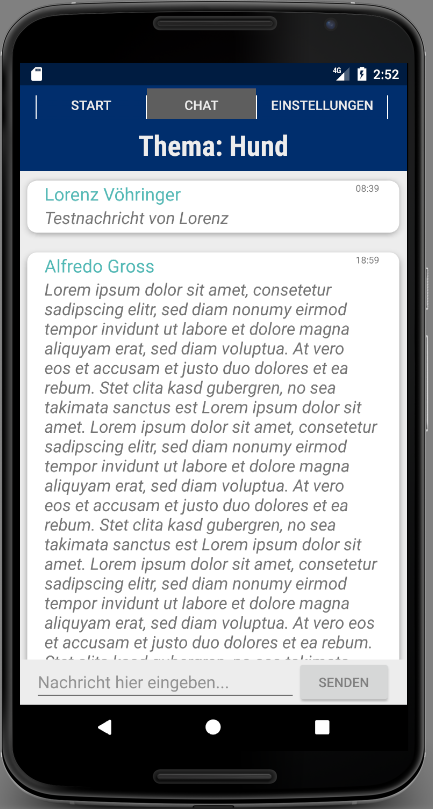 4G 2:52
START CHAT EINSTELLUNGEN
Thema: Hund
Lorenz Vöhringer 08:39
Testnachricht von Lorenz
Alfredo Gross 18:59
Lorem ipsum dolor sit amet, consetetur
sadipscing elitr, sed diam nonumy eirmod
tempor invidunt ut labore et dolore magna
aliquyam erat, sed diam voluptua. At vero
eos et accusam et justo duo dolores et ea
rebum. Stet clita kasd gubergren, no sea
takimata sanctus est Lorem ipsum dolor sit
amet. Lorem ipsum dolor sit amet, consetetur
sadipscing elitr, sed diam nonumy eirmod
tempor invidunt ut labore et dolore magna
aliquyam erat, sed diam voluptua. At vero
eos et accusam et justo duo dolores et ea
rebum. Stet clita kasd gubergren, no sea
takimata sanctus est Lorem ipsum dolor sit
amet. Lorem ipsum dolor sit amet, consetetur
sadipscing elitr, sed diam nonumy eirmod
tempor invidunt ut labore et dolore magna
aliquyam erat, sed diam voluptua. At vero eos
et accusam et justo duo dolores et ea rebum.
Stet clita kasd gubergren, no sea takimata
Nachricht hier eingeben... SENDEN